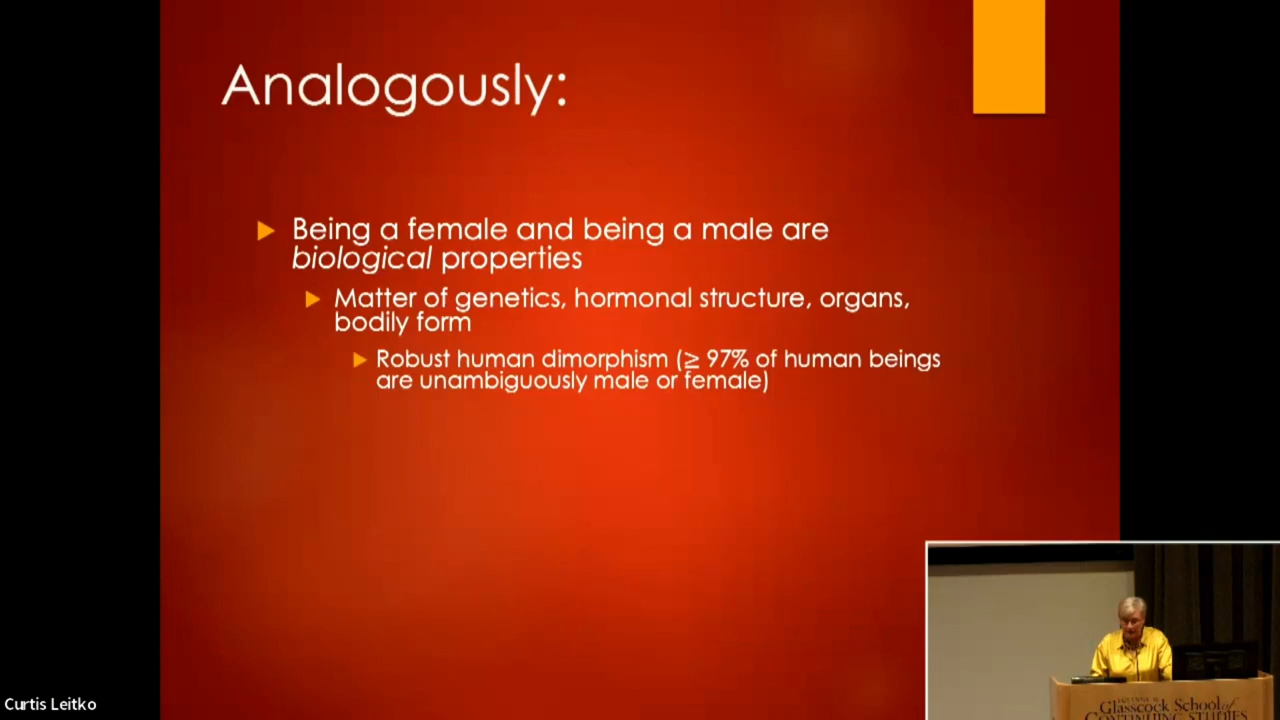 Analogously:
Being a female and being a male are
biological properties
Matter of genetics, hormonal structure, organs,
bodily form
Robust human dimorphism (≥ 97% of human beings
are unambiguously male or female)
Curtis Leitko
Glasscock School of
CONTINUING STUDIES